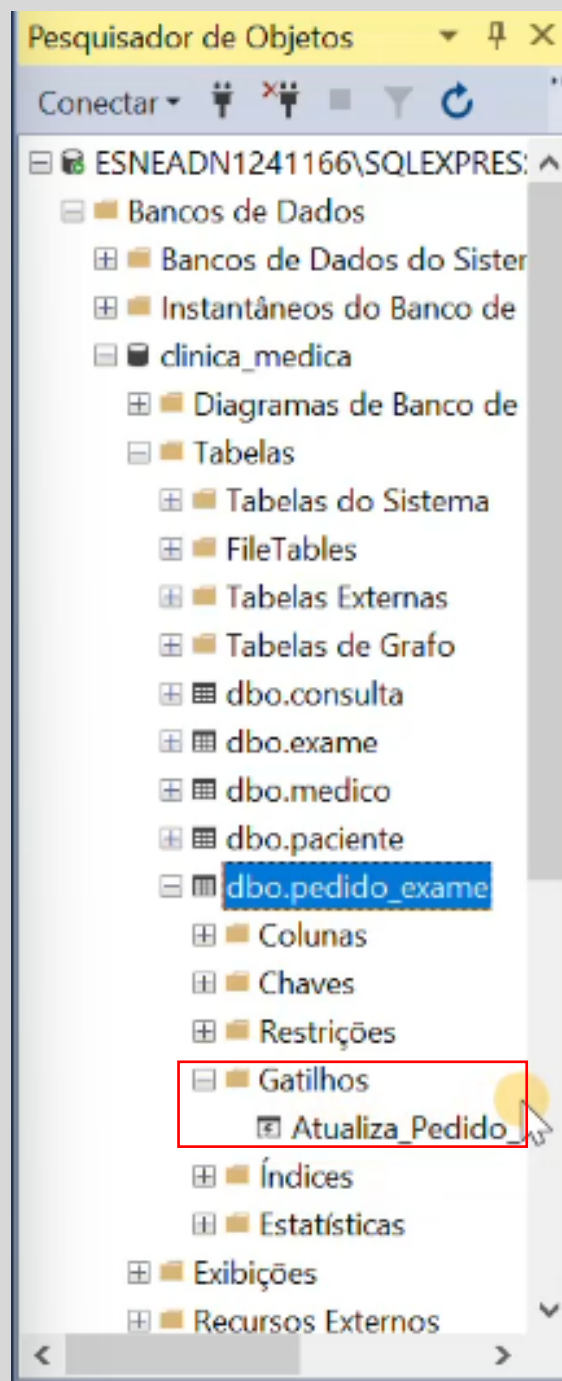 Pesquisador de Objetos
Conectar
ESNEADN1241166\SQLEXPRES
Bancos de Dados
Bancos de Dados do Sister
Instantâneos do Banco de
clinica_medica
Diagramas de Banco de
Tabelas
Tabelas do Sistema
FileTables
Tabelas Externas
Tabelas de Grafo
dbo.consulta
dbo.exame
dbo.medico
dbo.paciente
dbo.pedido_exame
Colunas
Chaves
Restrições
Gatilhos
Atualiza_Pedido_
Índices
Estatísticas
Exibições
Recursos Externos